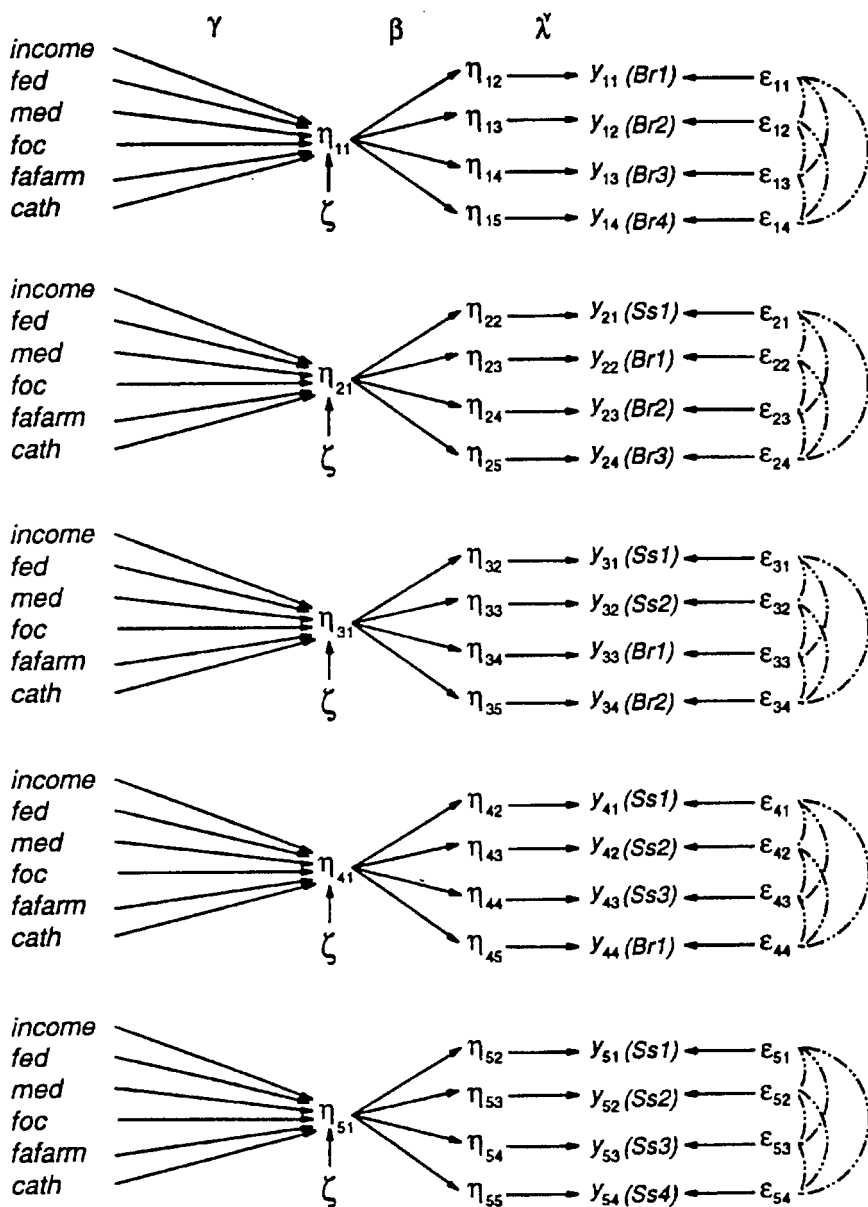 γ β λʸ
income
fed
med
foc
fafarm
cath
η₁₁
ζ
η₁₂ y₁₁ (Br1) ε₁₁
η₁₃ y₁₂ (Br2) ε₁₂
η₁₄ y₁₃ (Br3) ε₁₃
η₁₅ y₁₄ (Br4) ε₁₄
income
fed
med
foc
fafarm
cath
η₂₁
ζ
η₂₂ y₂₁ (Ss1) ε₂₁
η₂₃ y₂₂ (Br1) ε₂₂
η₂₄ y₂₃ (Br2) ε₂₃
η₂₅ y₂₄ (Br3) ε₂₄
income
fed
med
foc
fafarm
cath
η₃₁
ζ
η₃₂ y₃₁ (Ss1) ε₃₁
η₃₃ y₃₂ (Ss2) ε₃₂
η₃₄ y₃₃ (Br1) ε₃₃
η₃₅ y₃₄ (Br2) ε₃₄
income
fed
med
foc
fafarm
cath
η₄₁
ζ
η₄₂ y₄₁ (Ss1) ε₄₁
η₄₃ y₄₂ (Ss2) ε₄₂
η₄₄ y₄₃ (Ss3) ε₄₃
η₄₅ y₄₄ (Br1) ε₄₄
income
fed
med
foc
fafarm
cath
η₅₁
ζ
η₅₂ y₅₁ (Ss1) ε₅₁
η₅₃ y₅₂ (Ss2) ε₅₂
η₅₄ y₅₃ (Ss3) ε₅₃
η₅₅ y₅₄ (Ss4) ε₅₄